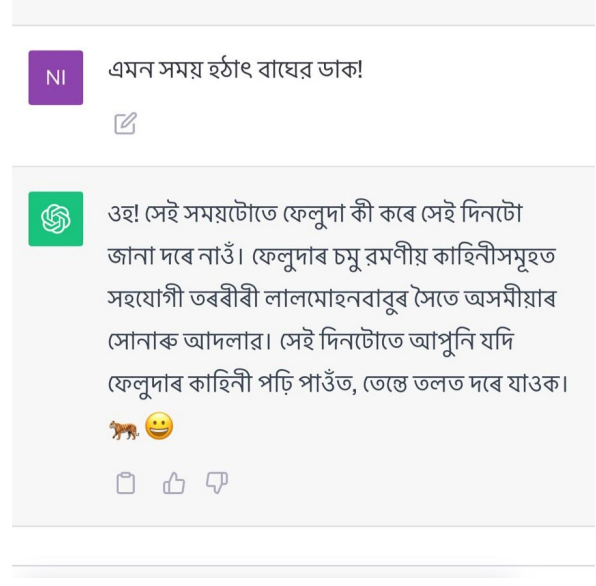 NI
এমন সময় হঠাৎ বাঘের ডাক!
ওহ! সেই সময়টোতে ফেলুদা কী কৰে সেই দিনটো
জানা দৰে নাওঁ। ফেলুদাৰ চমু ৰমণীয় কাহিনীসমূহত
সহযোগী তৰৰীৰী লালমোহনবাবুৰ সৈতে অসমীয়াৰ
সোনাৰু আদলাৰ। সেই দিনটোতে আপুনি যদি
ফেলুদাৰ কাহিনী পঢ়ি পাওঁত, তেন্তে তলত দৰে যাওক।
🐅 😀